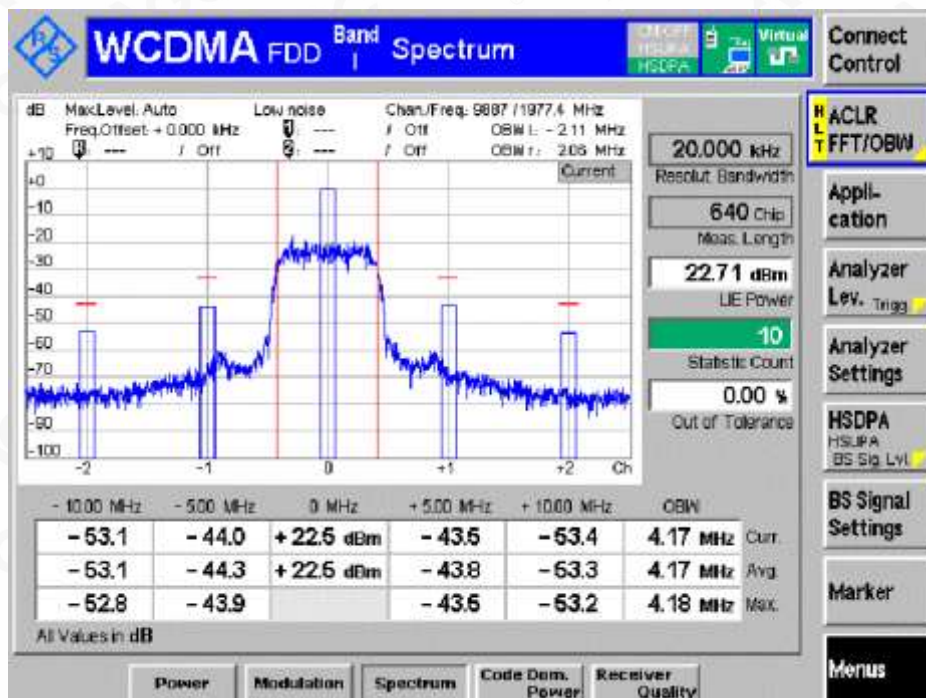 WCDMA FDD Band I Spectrum
HSDPA
Virtual
Connect Control
dB Max.Level: Auto Low noise Chan./Freq.: 9887 / 1977.4 MHz
Freq.Offset: + 0.000 kHz 1: --- / Off OBW l: - 2.11 MHz
R: --- / Off 2: --- / Off OBW r: 2.06 MHz
Current
+10
+0
-10
-20
-30
-40
-50
-60
-70
-90
-100
-2 -1 0 +1 +2 Ch
20.000 kHz
Resolut. Bandwidth
640 Chip
Meas. Length
22.71 dBm
UE Power
10
Statistic Count
0.00 %
Out of Tolerance
- 10.00 MHz - 5.00 MHz 0 MHz + 5.00 MHz + 10.00 MHz OBW
- 53.1 - 44.0 + 22.5 dBm - 43.5 - 53.4 4.17 MHz Curr.
- 53.1 - 44.3 + 22.5 dBm - 43.8 - 53.3 4.17 MHz Avg.
- 52.8 - 43.9 - 43.5 - 53.2 4.18 MHz Max.
All Values in dB
HLT
ACLR
FFT/OBW
Appli-
cation
Analyzer
Lev. Trigg
Analyzer
Settings
HSDPA
HSUPA
BS Sig. Lvl.
BS Signal
Settings
Marker
Menus
Power
Modulation
Spectrum
Code Dom.
Power
Receiver
Quality